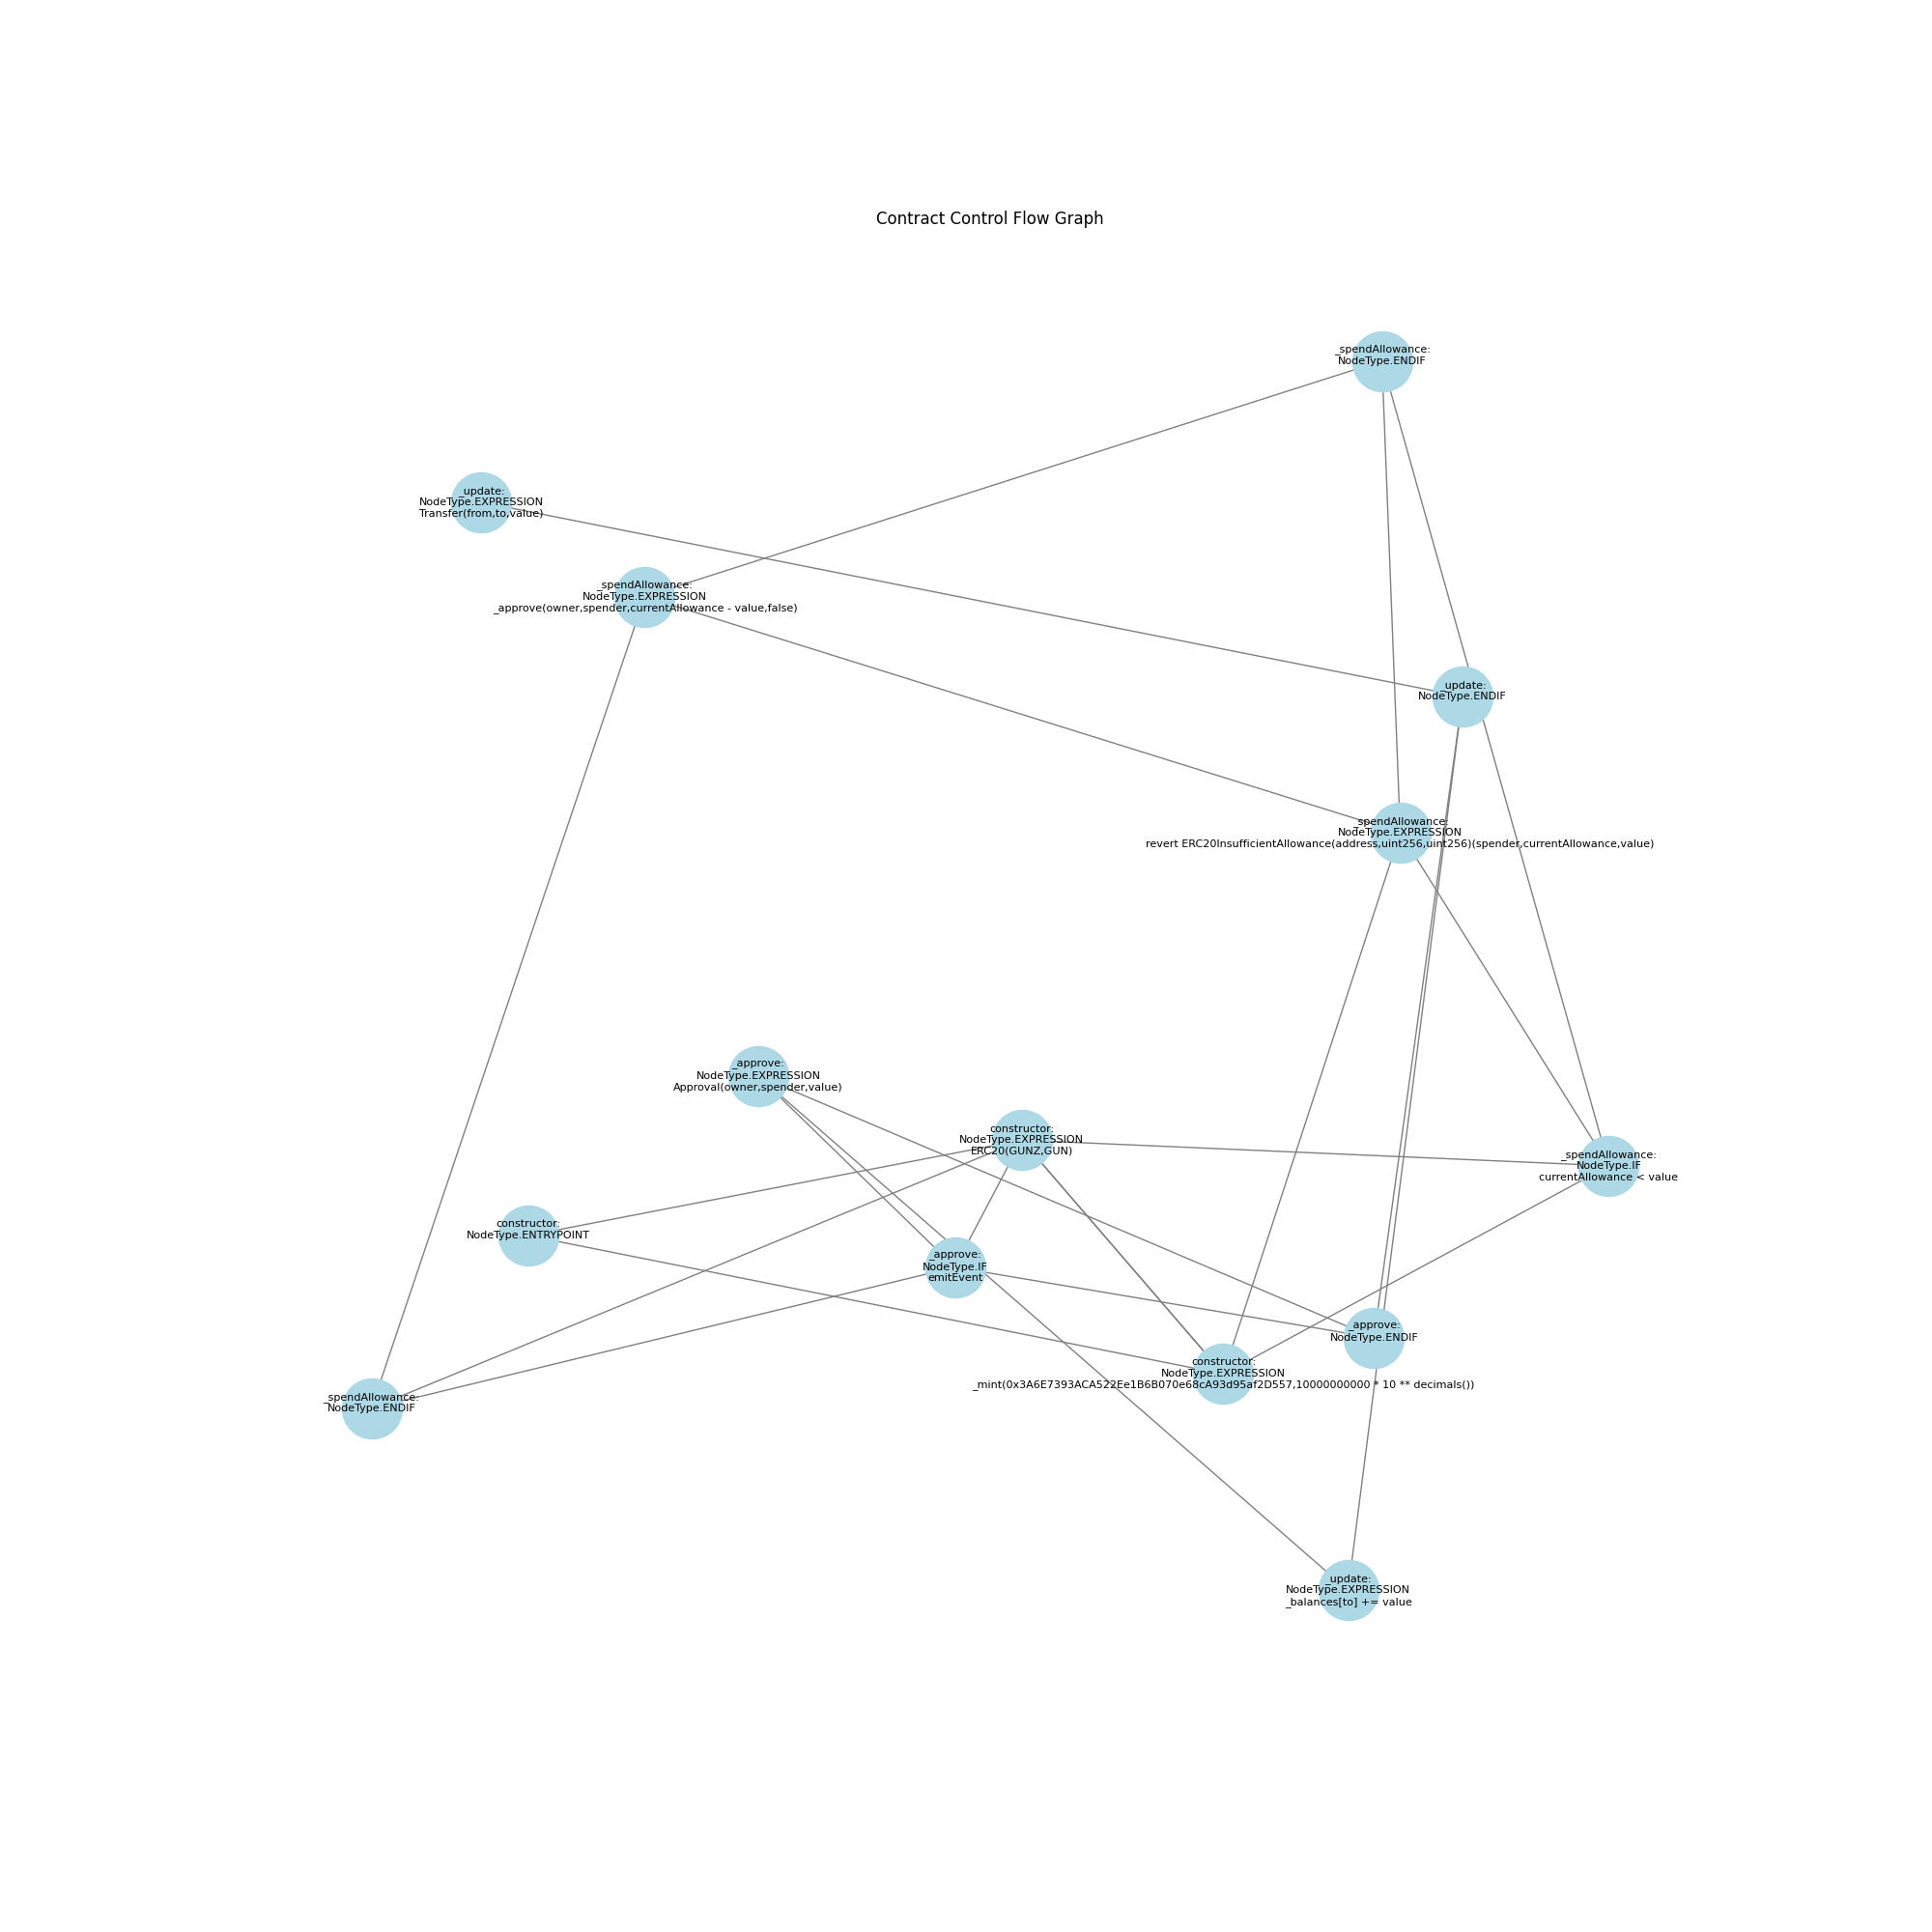 Contract Control Flow Graph
_spendAllowance:
NodeType.ENDIF
_update:
NodeType.EXPRESSION
Transfer(from,to,value)
_spendAllowance:
NodeType.EXPRESSION
_approve(owner,spender,currentAllowance - value,false)
_update:
NodeType.ENDIF
_spendAllowance:
NodeType.EXPRESSION
revert ERC20InsufficientAllowance(address,uint256,uint256)(spender,currentAllowance,value)
_approve:
NodeType.EXPRESSION
Approval(owner,spender,value)
constructor:
NodeType.EXPRESSION
ERC20(GUNZ,GUN)
_spendAllowance:
NodeType.IF
currentAllowance < value
constructor:
NodeType.ENTRYPOINT
_approve:
NodeType.IF
emitEvent
_approve:
NodeType.ENDIF
constructor:
NodeType.EXPRESSION
_mint(0x3A6E7393ACA522Ee1B6B070e68cA93d95af2D557,10000000000 * 10 ** decimals())
_spendAllowance:
NodeType.ENDIF
_update:
NodeType.EXPRESSION
_balances[to] += value